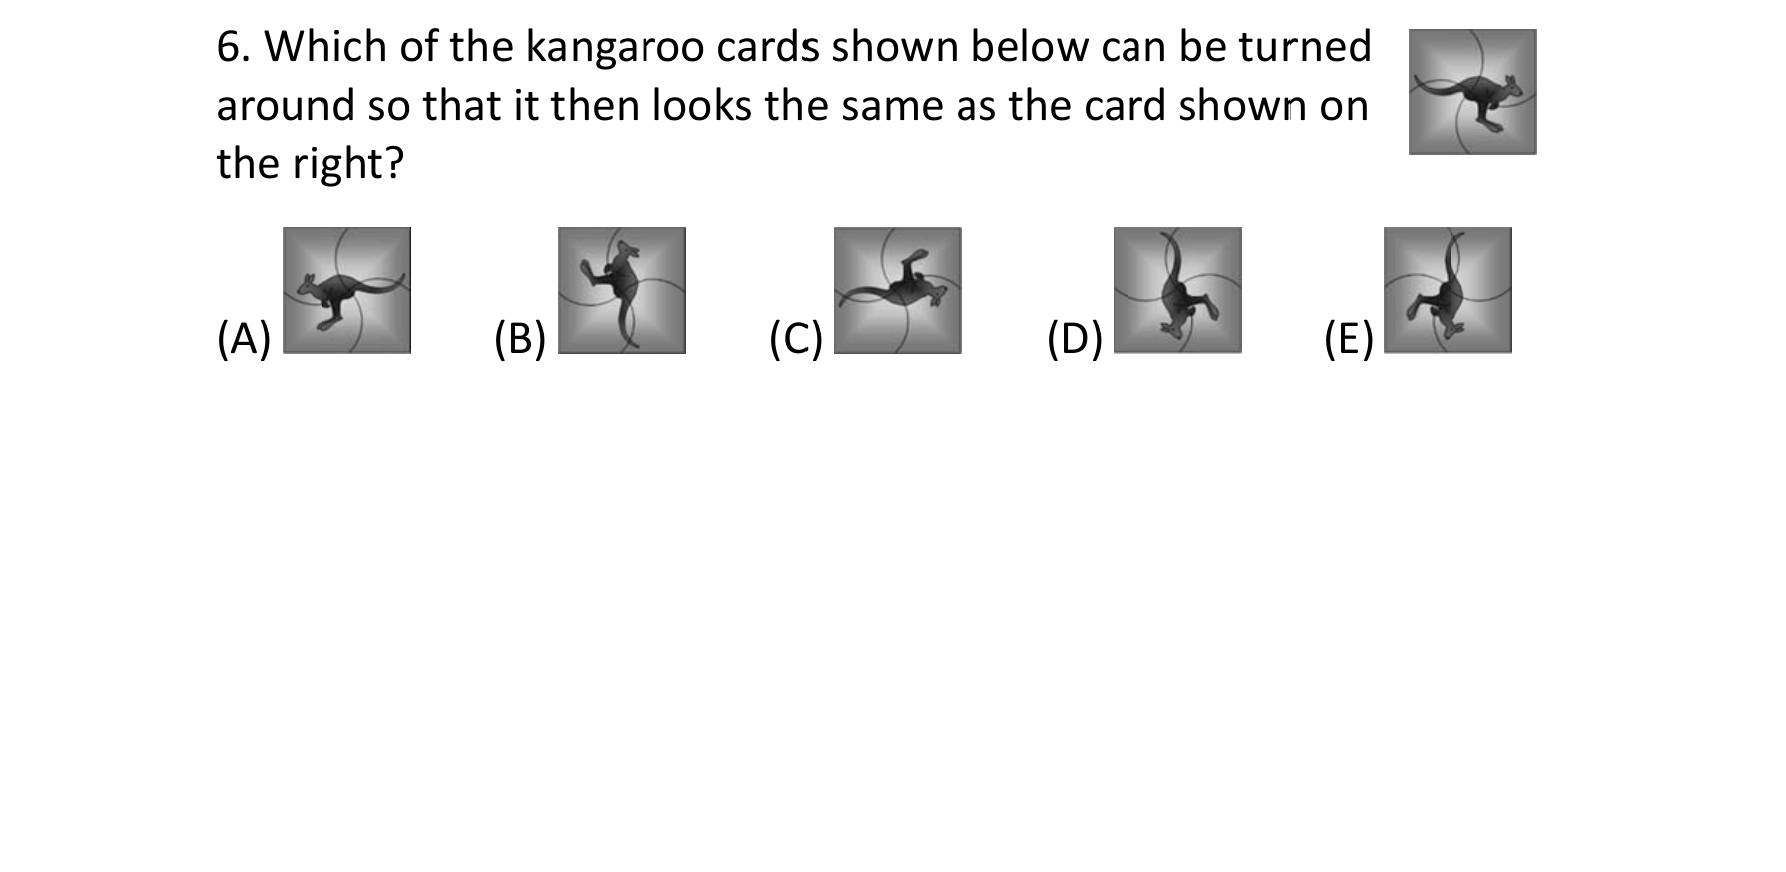 6. Which of the kangaroo cards shown below can be turned
around so that it then looks the same as the card shown on
the right?
(A) (B) (C) (D) (E)